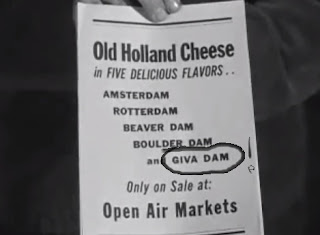 Old Holland Cheese
in FIVE DELICIOUS FLAVORS..
AMSTERDAM
ROTTERDAM
BEAVER DAM
BOULDER DAM
and GIVA DAM
Only on Sale at:
Open Air Markets